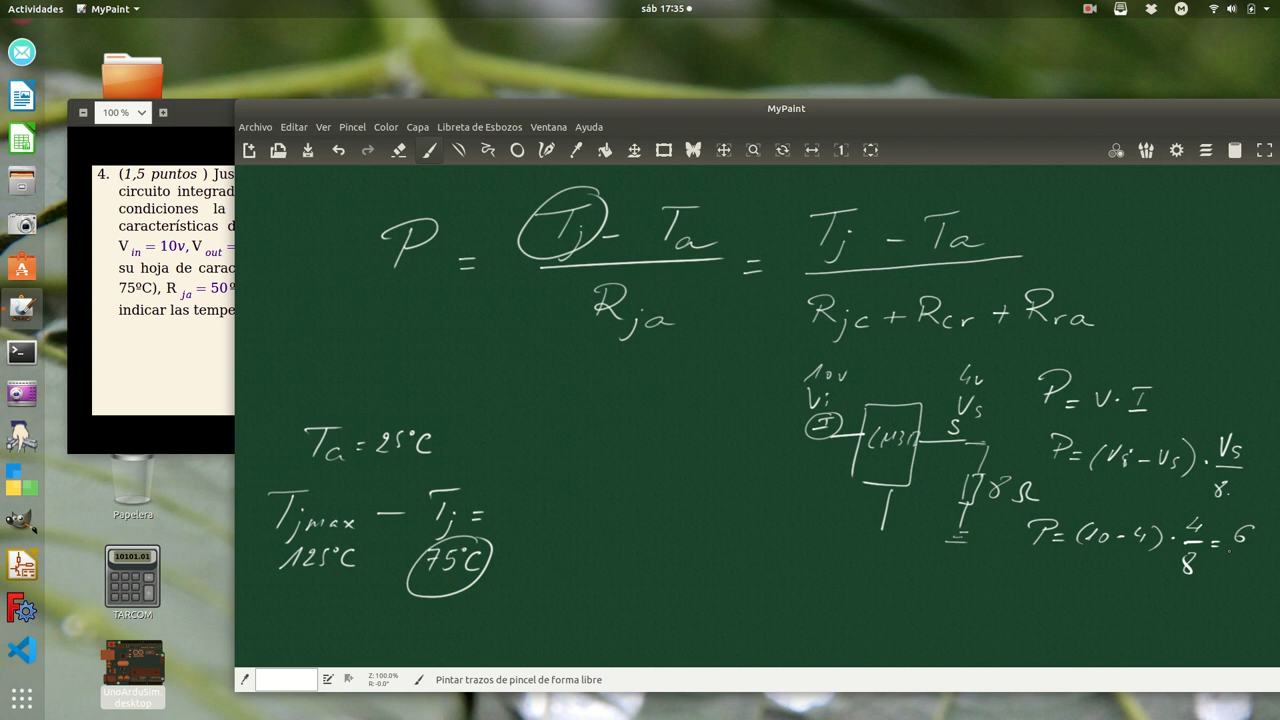 Actividades MyPaint sáb 17:35
100 %
MyPaint
Archivo Editar Ver Pincel Color Capa Libreta de Esbozos Ventana Ayuda
4. (1,5 puntos ) Jus
circuito integrad
condiciones la
características d
V in = 10v, V out =
su hoja de carac
75ºC), R ja = 50º
indicar las tempe
P = Tj - Ta / Rja = Tj - Ta / Rjc + Rcr + Rra
10v 4v
Vi Vs
I S
8 Ω
P = V · I
P = (Vi - Vs) · Vs / 8
P = (10 - 4) · 4 / 8 = 6
Ta = 25°C
Tjmax — Tj =
125°C 75°C
Papelera
10101.01
TARCOM
UnoArduSim.
desktop
Z: 100.0%
R: -0.0°
Pintar trazos de pincel de forma libre